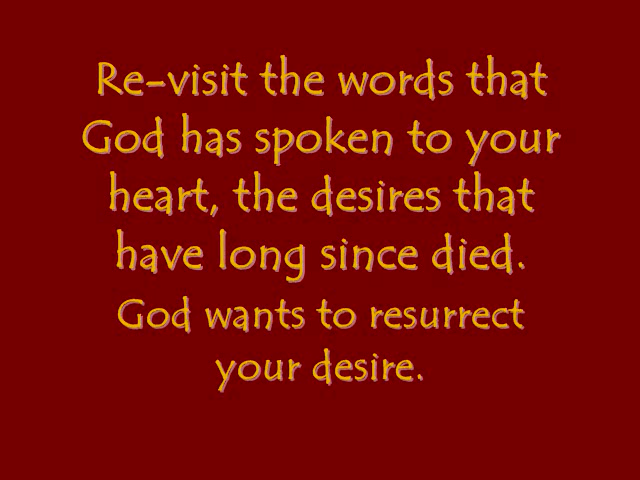 Re-visit the words that
God has spoken to your
heart, the desires that
have long since died.
God wants to resurrect
your desire.